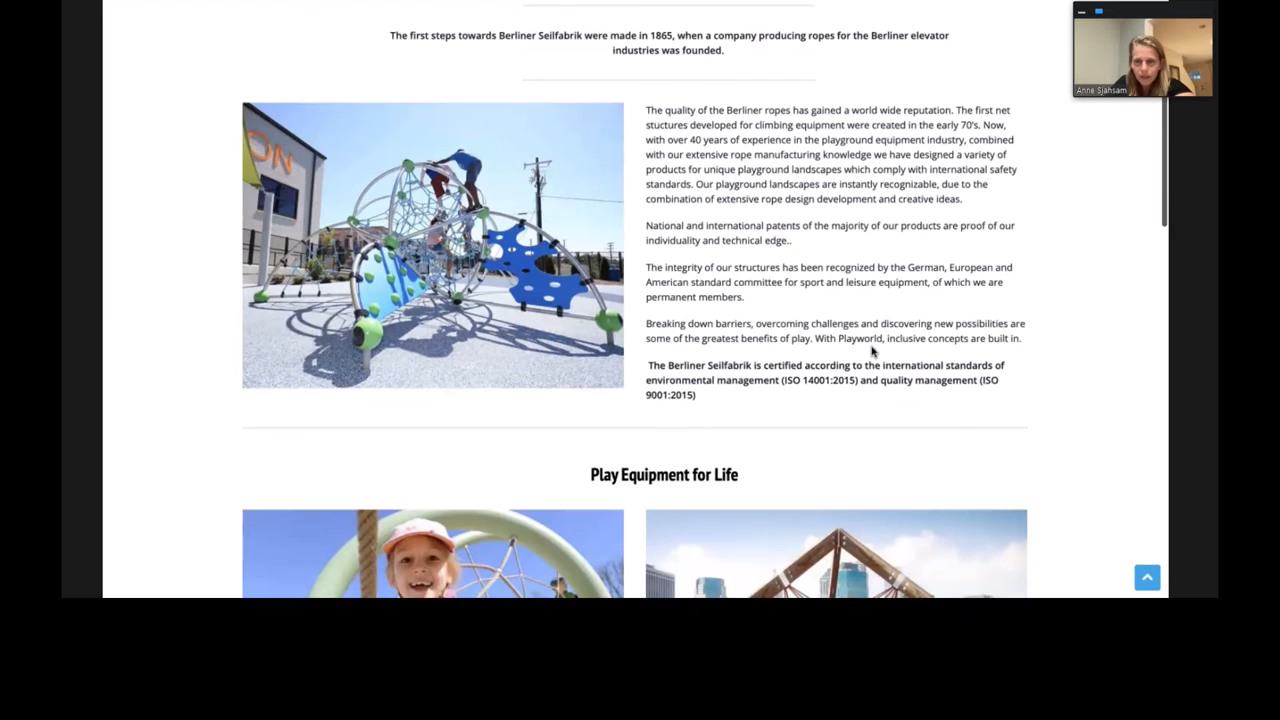 The first steps towards Berliner Seilfabrik were made in 1865, when a company producing ropes for the Berliner elevator
industries was founded.
Anne Sjahsam
ON
The quality of the Berliner ropes has gained a world wide reputation. The first net
stuctures developed for climbing equipment were created in the early 70's. Now,
with over 40 years of experience in the playground equipment industry, combined
with our extensive rope manufacturing knowledge we have designed a variety of
products for unique playground landscapes which comply with international safety
standards. Our playground landscapes are instantly recognizable, due to the
combination of extensive rope design development and creative ideas.
National and international patents of the majority of our products are proof of our
individuality and technical edge..
The integrity of our structures has been recognized by the German, European and
American standard committee for sport and leisure equipment, of which we are
permanent members.
Breaking down barriers, overcoming challenges and discovering new possibilities are
some of the greatest benefits of play. With Playworld, inclusive concepts are built in.
The Berliner Seilfabrik is certified according to the international standards of
environmental management (ISO 14001:2015) and quality management (ISO
9001:2015)
Play Equipment for Life